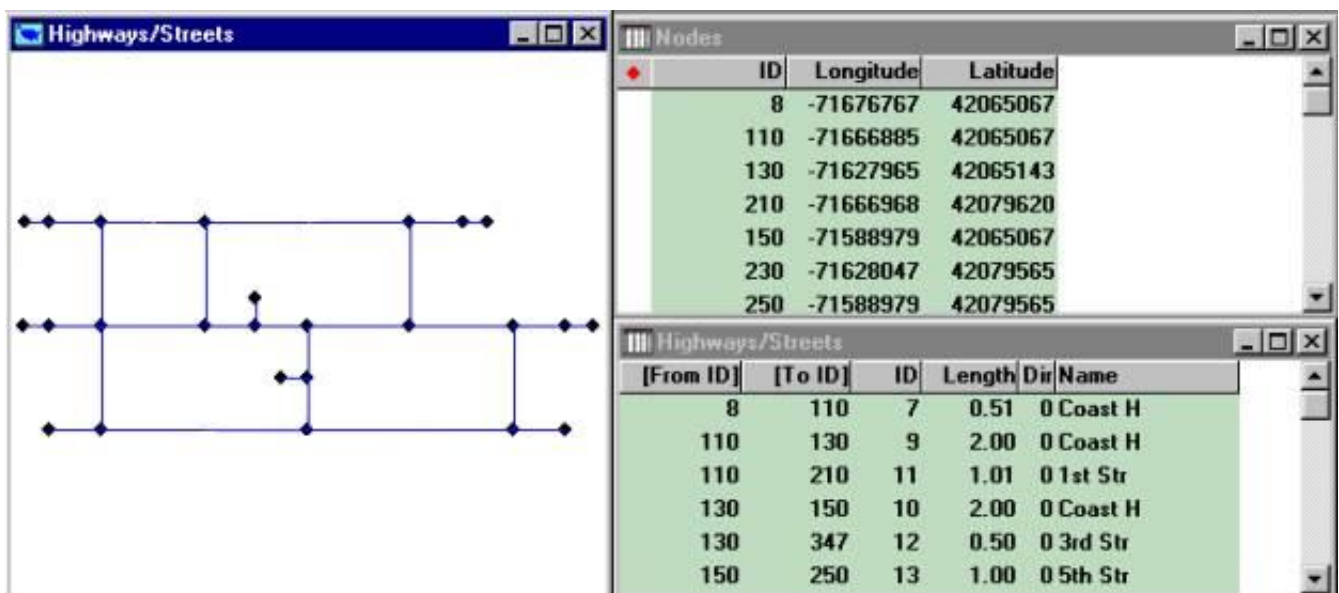 Highways/Streets
Nodes
ID Longitude Latitude
8 -71676767 42065067
110 -71666885 42065067
130 -71627965 42065143
210 -71666968 42079620
150 -71588979 42065067
230 -71628047 42079565
250 -71588979 42079565
Highways/Streets
[From ID] [To ID] ID Length Dir Name
8 110 7 0.51 0 Coast H
110 130 9 2.00 0 Coast H
110 210 11 1.01 0 1st Str
130 150 10 2.00 0 Coast H
130 347 12 0.50 0 3rd Str
150 250 13 1.00 0 5th Str